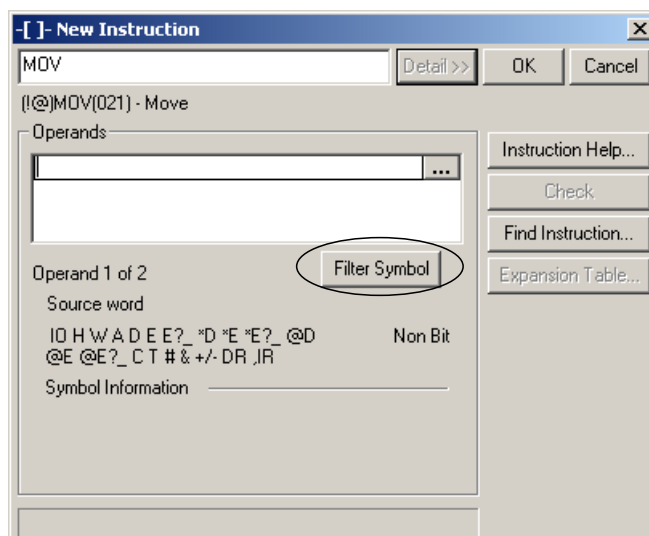 -[ ]- New Instruction
MOV
Detail >>
OK
Cancel
(!@)MOV(021) - Move
Operands
...
Instruction Help...
Check
Find Instruction...
Expansion Table...
Operand 1 of 2
Filter Symbol
Source word
IO H W A D E E?_ *D *E *E?_ @D
@E @E?_ C T # & +/- DR ,IR
Non Bit
Symbol Information